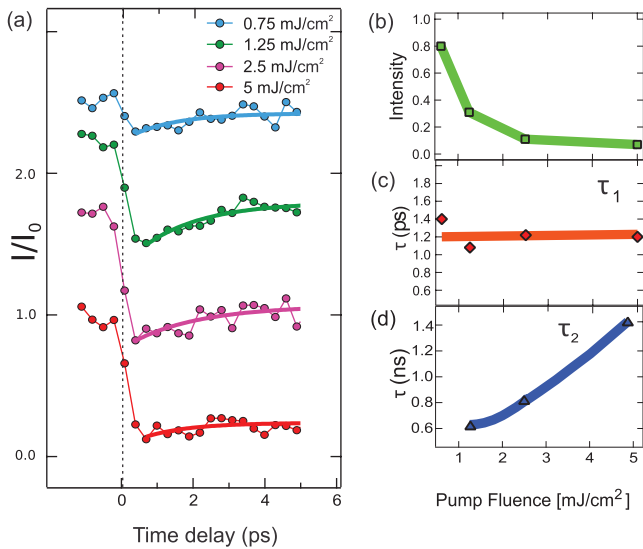 (a)
0.75 mJ/cm²
1.25 mJ/cm²
2.5 mJ/cm²
5 mJ/cm²
2.0
1.0
0.0
I/I₀
0 2 4 6
Time delay (ps)
(b)
0.8
0.6
0.4
0.2
0.0
Intensity
(c)
τ₁
1.8
1.6
1.4
1.2
1.0
0.8
0.6
τ (ps)
(d)
τ₂
1.4
1.2
1.0
0.8
0.6
τ (ns)
1 2 3 4 5
Pump Fluence [mJ/cm²]